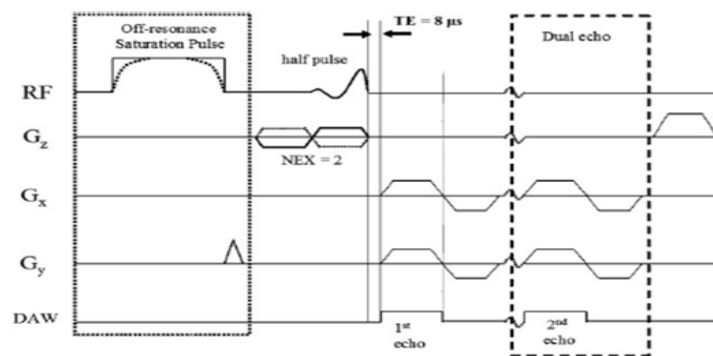 Off-resonance
Saturation Pulse
TE = 8 μs
Dual echo
half pulse
RF
Gz
NEX = 2
Gx
Gy
DAW
1st
echo
2nd
echo